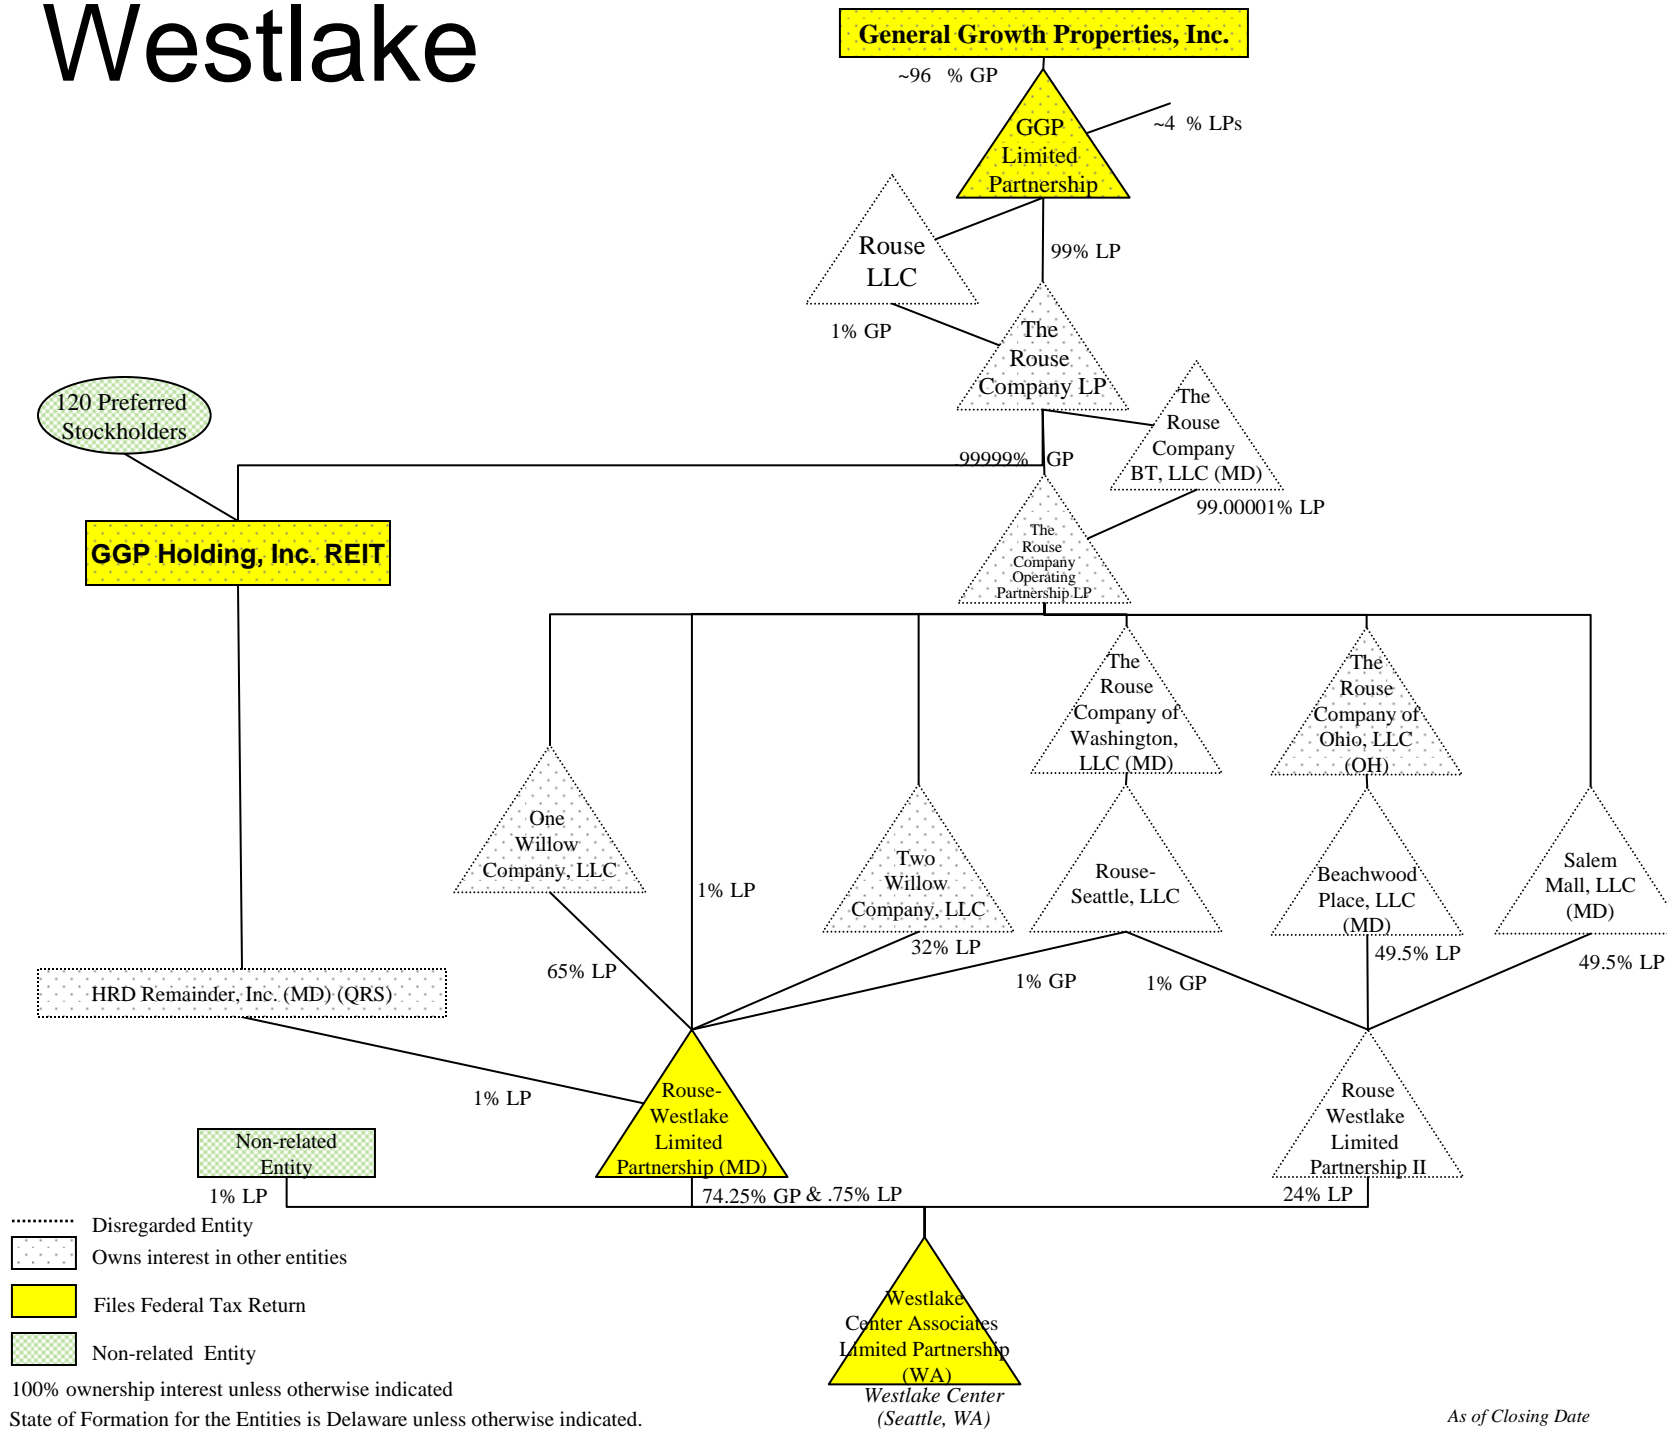 Westlake
General Growth Properties, Inc.
~96 % GP
~4 % LPs
GGP
Limited
Partnership
Rouse
LLC
99% LP
1% GP
The
Rouse
Company LP
120 Preferred
Stockholders
The
Rouse
Company
BT, LLC (MD)
.99999% GP
99.00001% LP
GGP Holding, Inc. REIT
The
Rouse
Company
Operating
Partnership LP
The
Rouse
Company of
Washington,
LLC (MD)
The
Rouse
Company of
Ohio, LLC
(OH)
One
Willow
Company, LLC
Two
Willow
Company, LLC
Rouse-
Seattle, LLC
Beachwood
Place, LLC
(MD)
Salem
Mall, LLC
(MD)
1% LP
65% LP
32% LP
1% GP
1% GP
49.5% LP
49.5% LP
HRD Remainder, Inc. (MD) (QRS)
1% LP
Rouse-
Westlake
Limited
Partnership (MD)
Rouse
Westlake
Limited
Partnership II
Non-related
Entity
1% LP
74.25% GP & .75% LP
24% LP
Disregarded Entity
Owns interest in other entities
Files Federal Tax Return
Non-related Entity
Westlake
Center Associates
Limited Partnership
(WA)
Westlake Center
(Seattle, WA)
100% ownership interest unless otherwise indicated
State of Formation for the Entities is Delaware unless otherwise indicated.
As of Closing Date